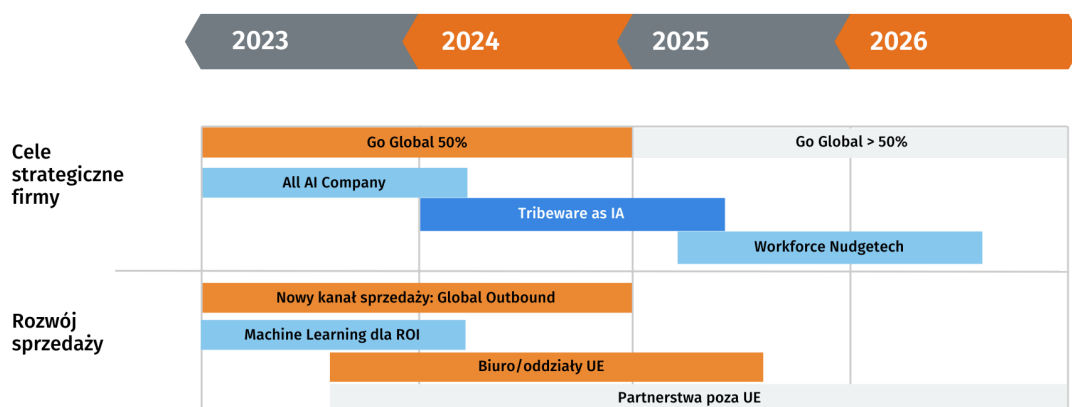 2023
2024
2025
2026
Cele
strategiczne
firmy
Go Global 50%
Go Global > 50%
All AI Company
Tribeware as IA
Workforce Nudgetech
Rozwój
sprzedaży
Nowy kanał sprzedaży: Global Outbound
Machine Learning dla ROI
Biuro/oddziały UE
Partnerstwa poza UE